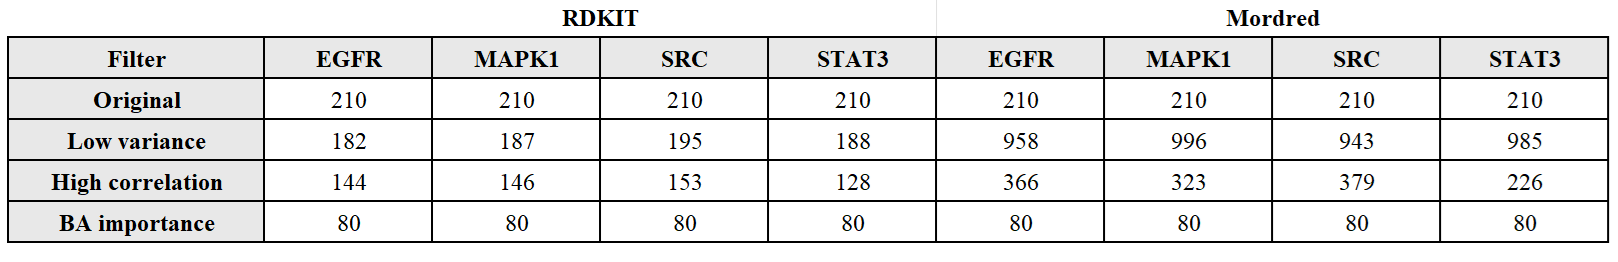 RDKIT Mordred
Filter EGFR MAPK1 SRC STAT3 EGFR MAPK1 SRC STAT3
Original 210 210 210 210 210 210 210 210
Low variance 182 187 195 188 958 996 943 985
High correlation 144 146 153 128 366 323 379 226
BA importance 80 80 80 80 80 80 80 80